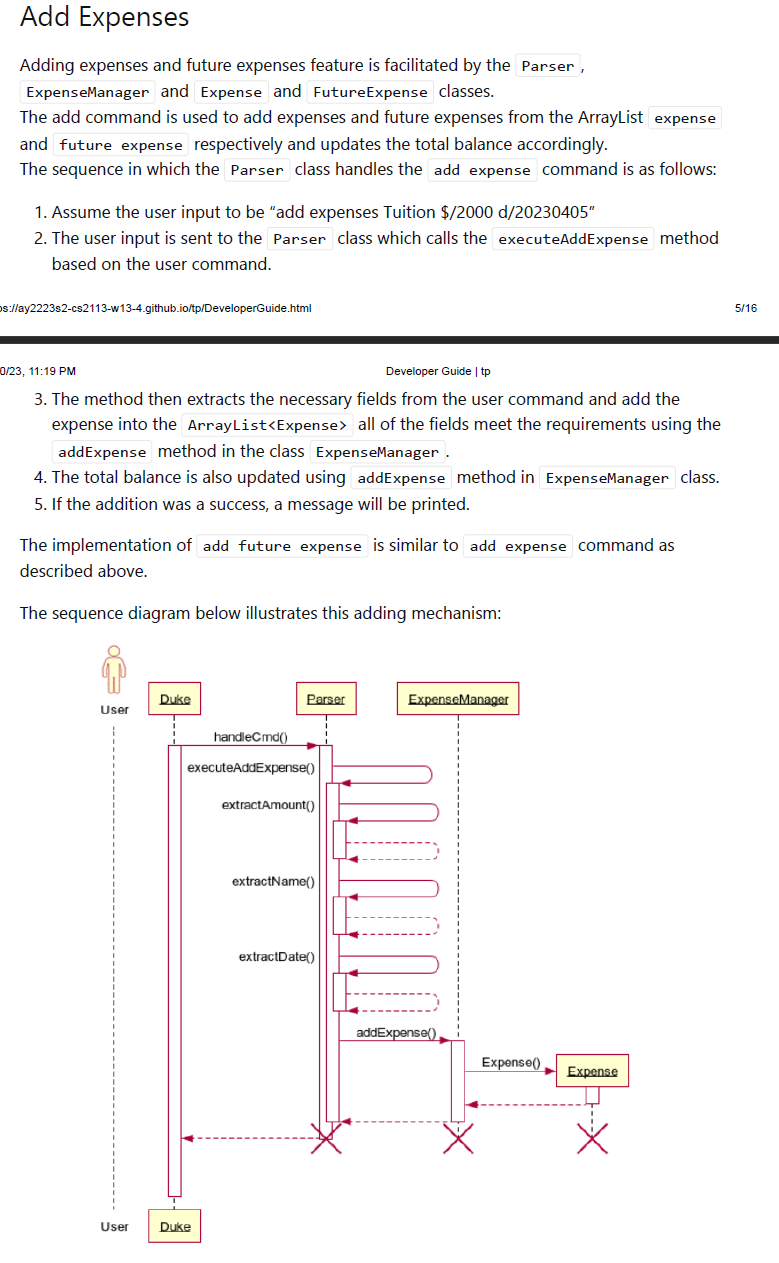 Add Expenses
Adding expenses and future expenses feature is facilitated by the Parser ,
ExpenseManager and Expense and FutureExpense classes.
The add command is used to add expenses and future expenses from the ArrayList expense
and future expense respectively and updates the total balance accordingly.
The sequence in which the Parser class handles the add expense command is as follows:
1. Assume the user input to be “add expenses Tuition $/2000 d/20230405”
2. The user input is sent to the Parser class which calls the executeAddExpense method
based on the user command.
ps://ay2223s2-cs2113-w13-4.github.io/tp/DeveloperGuide.html 5/16
0/23, 11:19 PM Developer Guide | tp
3. The method then extracts the necessary fields from the user command and add the
expense into the ArrayList<Expense> all of the fields meet the requirements using the
addExpense method in the class ExpenseManager .
4. The total balance is also updated using addExpense method in ExpenseManager class.
5. If the addition was a success, a message will be printed.
The implementation of add future expense is similar to add expense command as
described above.
The sequence diagram below illustrates this adding mechanism:
User Duke Parser ExpenseManager
handleCmd()
executeAddExpense()
extractAmount()
extractName()
extractDate()
addExpense()
Expense() Expense
User Duke